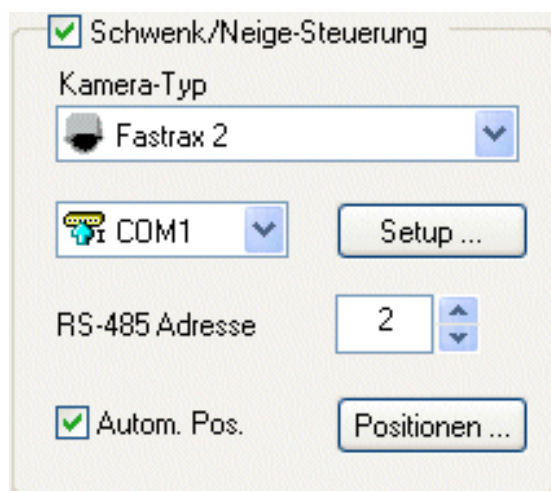 Schwenk/Neige-Steuerung
Kamera-Typ
Fastrax 2
COM1 Setup ...
RS-485 Adresse 2
Autom. Pos. Positionen ...